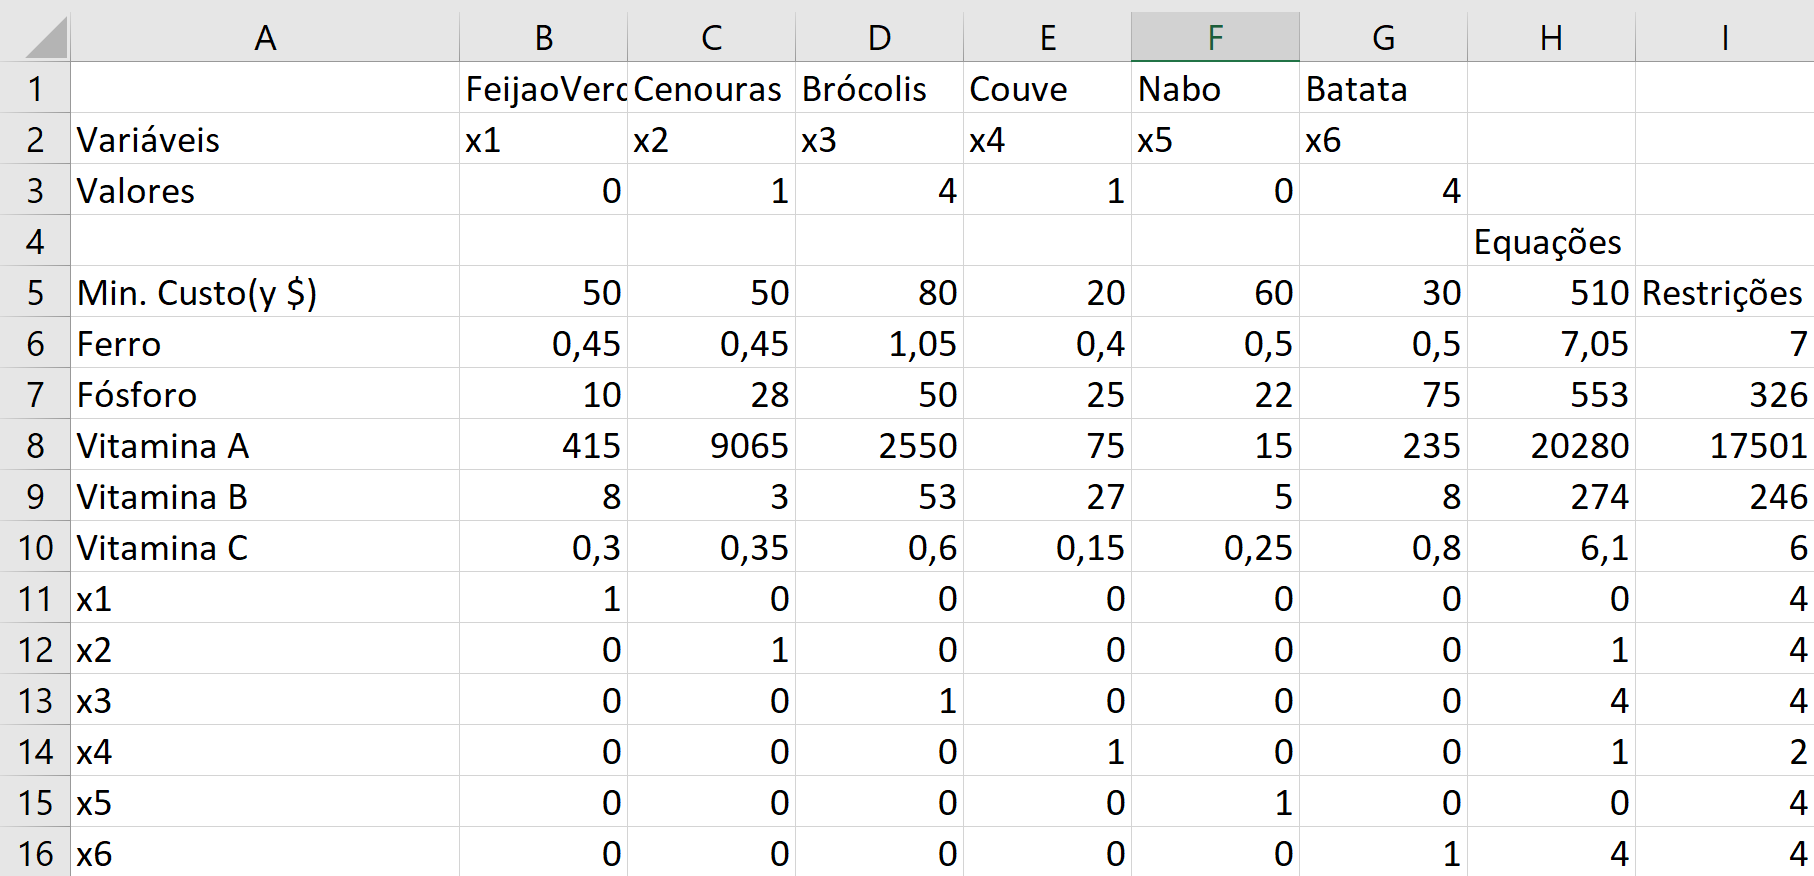 A B C D E F G H I
1 FeijaoVerd Cenouras Brócolis Couve Nabo Batata
2 Variáveis x1 x2 x3 x4 x5 x6
3 Valores 0 1 4 1 0 4
4 Equações
5 Min. Custo(y $) 50 50 80 20 60 30 510 Restrições
6 Ferro 0,45 0,45 1,05 0,4 0,5 0,5 7,05 7
7 Fósforo 10 28 50 25 22 75 553 326
8 Vitamina A 415 9065 2550 75 15 235 20280 17501
9 Vitamina B 8 3 53 27 5 8 274 246
10 Vitamina C 0,3 0,35 0,6 0,15 0,25 0,8 6,1 6
11 x1 1 0 0 0 0 0 0 4
12 x2 0 1 0 0 0 0 1 4
13 x3 0 0 1 0 0 0 4 4
14 x4 0 0 0 1 0 0 1 2
15 x5 0 0 0 0 1 0 0 4
16 x6 0 0 0 0 0 1 4 4